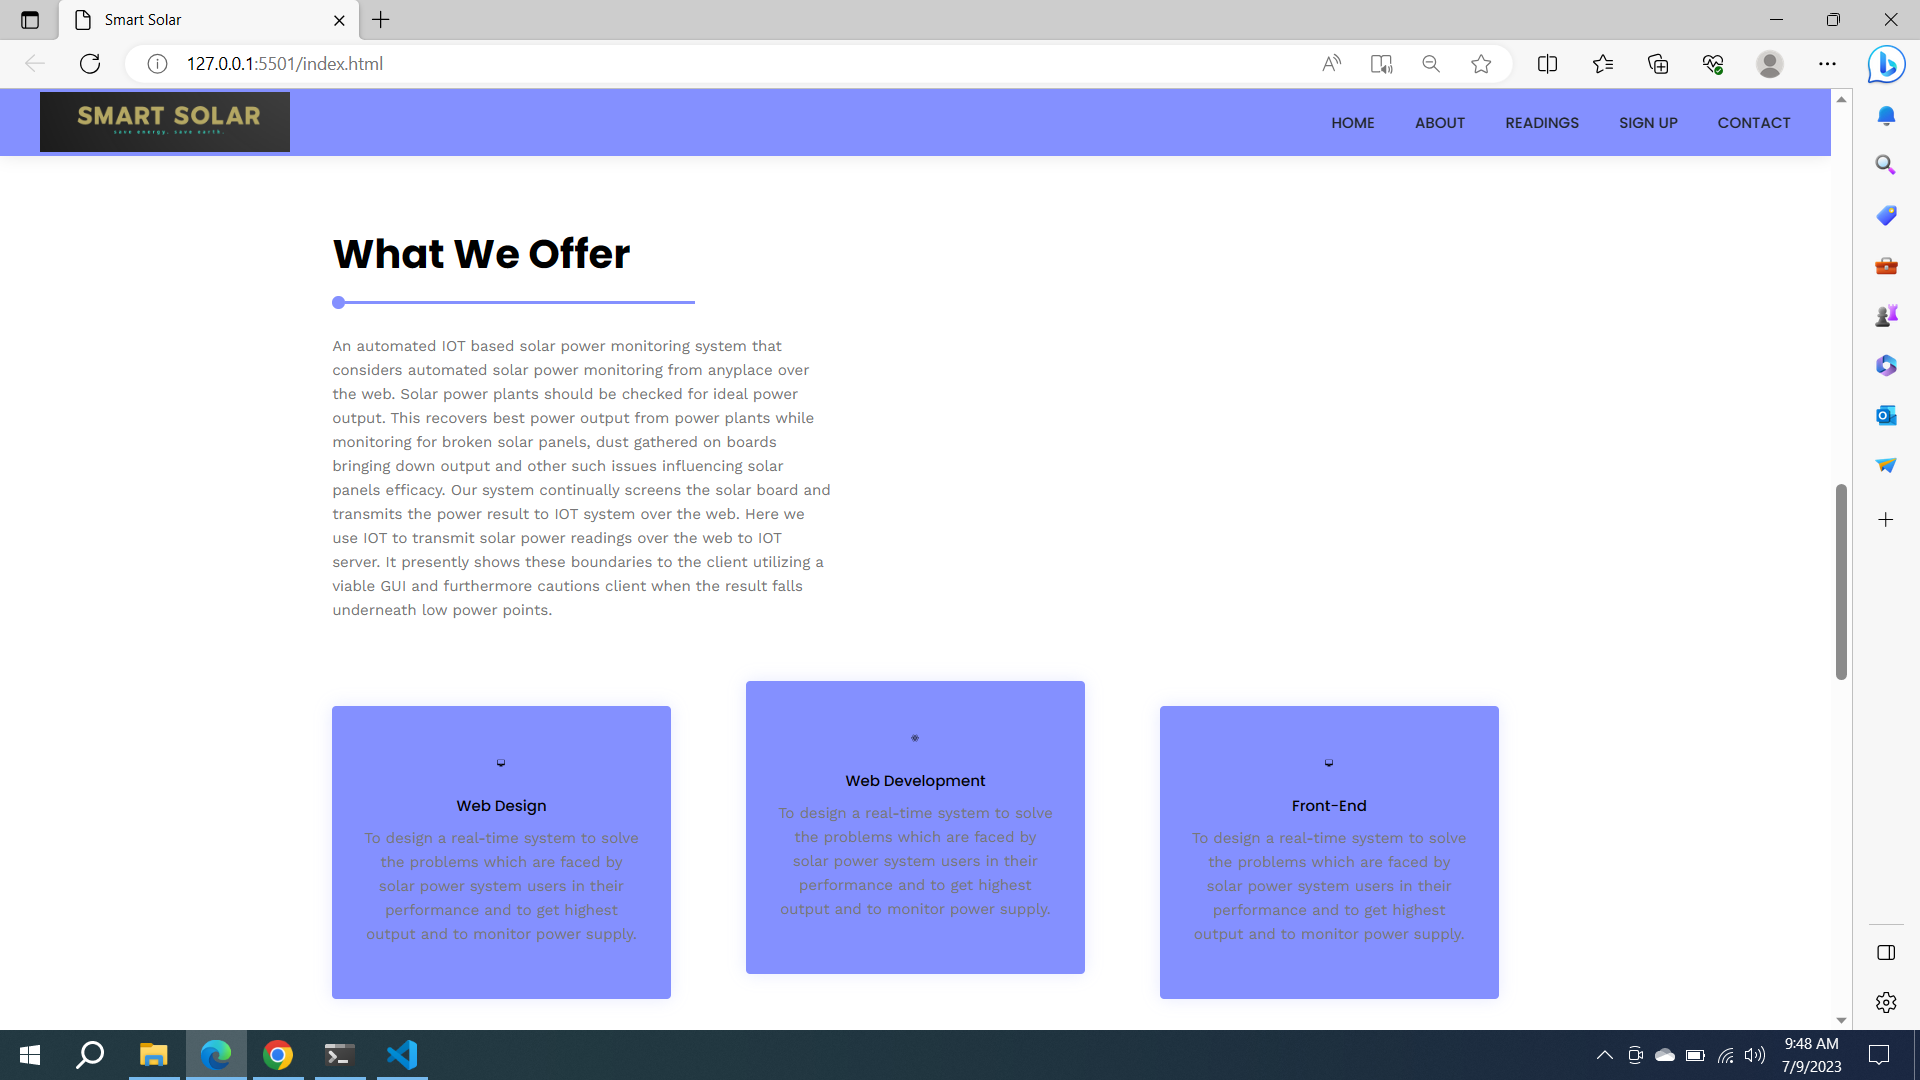 Smart Solar
127.0.0.1:5501/index.html
SMART SOLAR
save energy. save earth.
HOME ABOUT READINGS SIGN UP CONTACT
What We Offer
An automated IOT based solar power monitoring system that
considers automated solar power monitoring from anyplace over
the web. Solar power plants should be checked for ideal power
output. This recovers best power output from power plants while
monitoring for broken solar panels, dust gathered on boards
bringing down output and other such issues influencing solar
panels efficacy. Our system continually screens the solar board and
transmits the power result to IOT system over the web. Here we
use IOT to transmit solar power readings over the web to IOT
server. It presently shows these boundaries to the client utilizing a
viable GUI and furthermore cautions client when the result falls
underneath low power points.
Web Design
To design a real-time system to solve
the problems which are faced by
solar power system users in their
performance and to get highest
output and to monitor power supply.
Web Development
To design a real-time system to solve
the problems which are faced by
solar power system users in their
performance and to get highest
output and to monitor power supply.
Front-End
To design a real-time system to solve
the problems which are faced by
solar power system users in their
performance and to get highest
output and to monitor power supply.
9:48 AM
7/9/2023